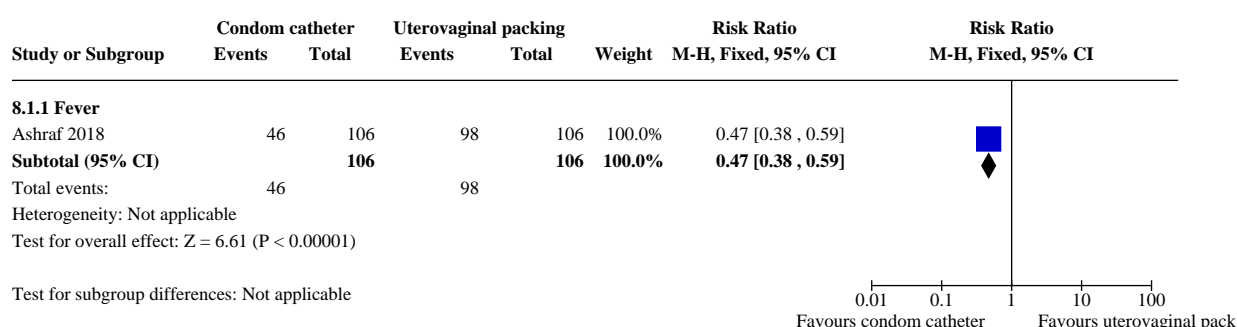 Condom catheter Uterovaginal packing Risk Ratio Risk Ratio
Study or Subgroup Events Total Events Total Weight M-H, Fixed, 95% CI M-H, Fixed, 95% CI
8.1.1 Fever
Ashraf 2018 46 106 98 106 100.0% 0.47 [0.38 , 0.59]
Subtotal (95% CI) 106 106 100.0% 0.47 [0.38 , 0.59]
Total events: 46 98
Heterogeneity: Not applicable
Test for overall effect: Z = 6.61 (P < 0.00001)
Test for subgroup differences: Not applicable
0.01 0.1 1 10 100
Favours condom catheter Favours uterovaginal pack